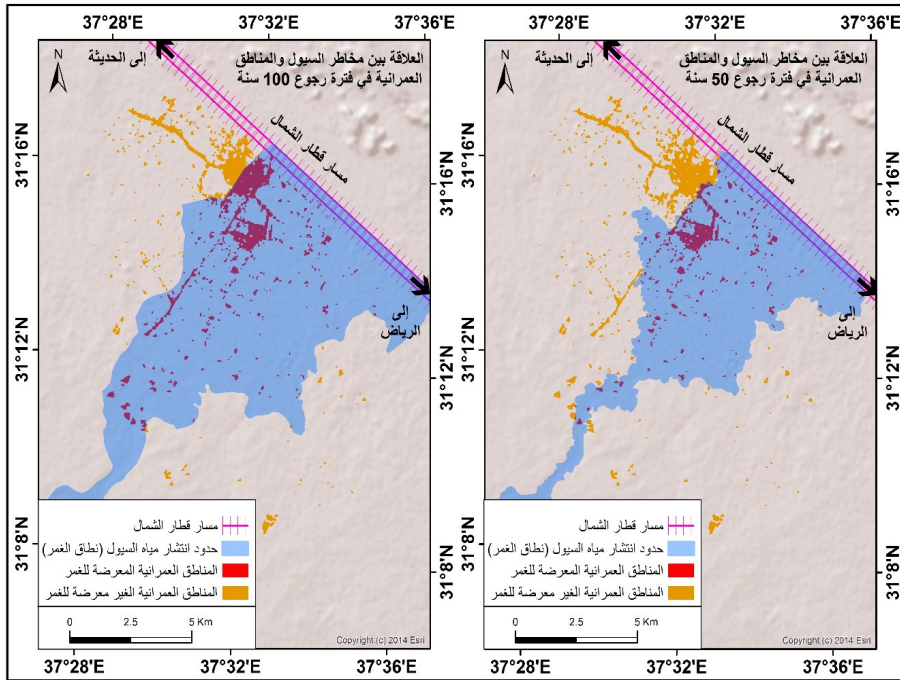 37°28'E 37°32'E 37°36'E
العلاقة بين مخاطر السيول والمناطق
العمرانية في فترة رجوع 100 سنة
إلى الحديثة
N
مسار قطار الشمال
إلى
الرياض
31°16'N
31°12'N
31°8'N
31°16'N
31°12'N
31°8'N
مسار قطار الشمال
حدود انتشار مياه السيول (نطاق الغمر)
المناطق العمرانية المعرضة للغمر
المناطق العمرانية الغير معرضة للغمر
0 2.5 5 Km
Copyright:(c) 2014 Esri
37°28'E 37°32'E 37°36'E
37°28'E 37°32'E 37°36'E
العلاقة بين مخاطر السيول والمناطق
العمرانية في فترة رجوع 50 سنة
إلى الحديثة
N
مسار قطار الشمال
إلى
الرياض
31°16'N
31°12'N
31°8'N
مسار قطار الشمال
حدود انتشار مياه السيول (نطاق الغمر)
المناطق العمرانية المعرضة للغمر
المناطق العمرانية الغير معرضة للغمر
0 2.5 5 Km
Copyright:(c) 2014 Esri
37°28'E 37°32'E 37°36'E